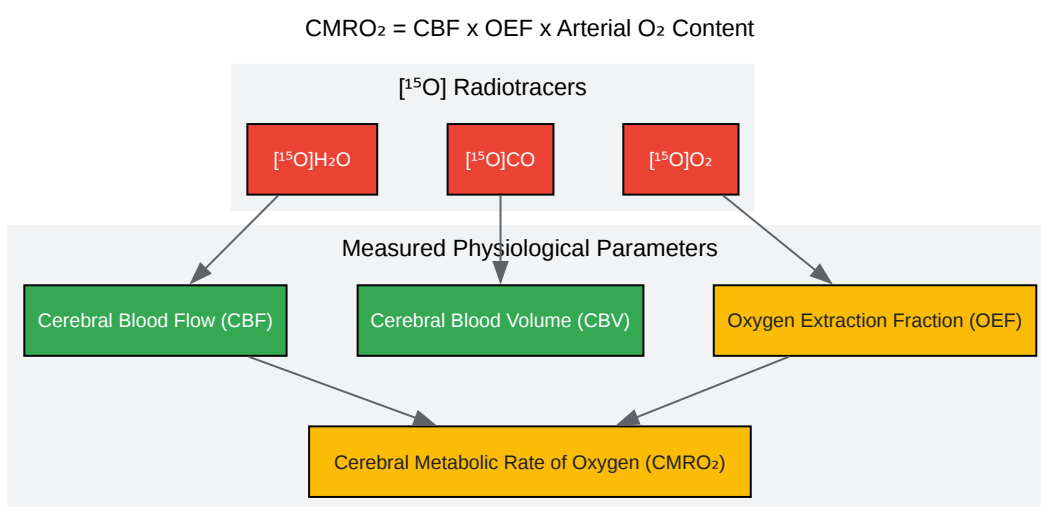 CMRO₂ = CBF x OEF x Arterial O₂ Content
[¹⁵O] Radiotracers
[¹⁵O]H₂O
[¹⁵O]CO
[¹⁵O]O₂
Measured Physiological Parameters
Cerebral Blood Flow (CBF)
Cerebral Blood Volume (CBV)
Oxygen Extraction Fraction (OEF)
Cerebral Metabolic Rate of Oxygen (CMRO₂)